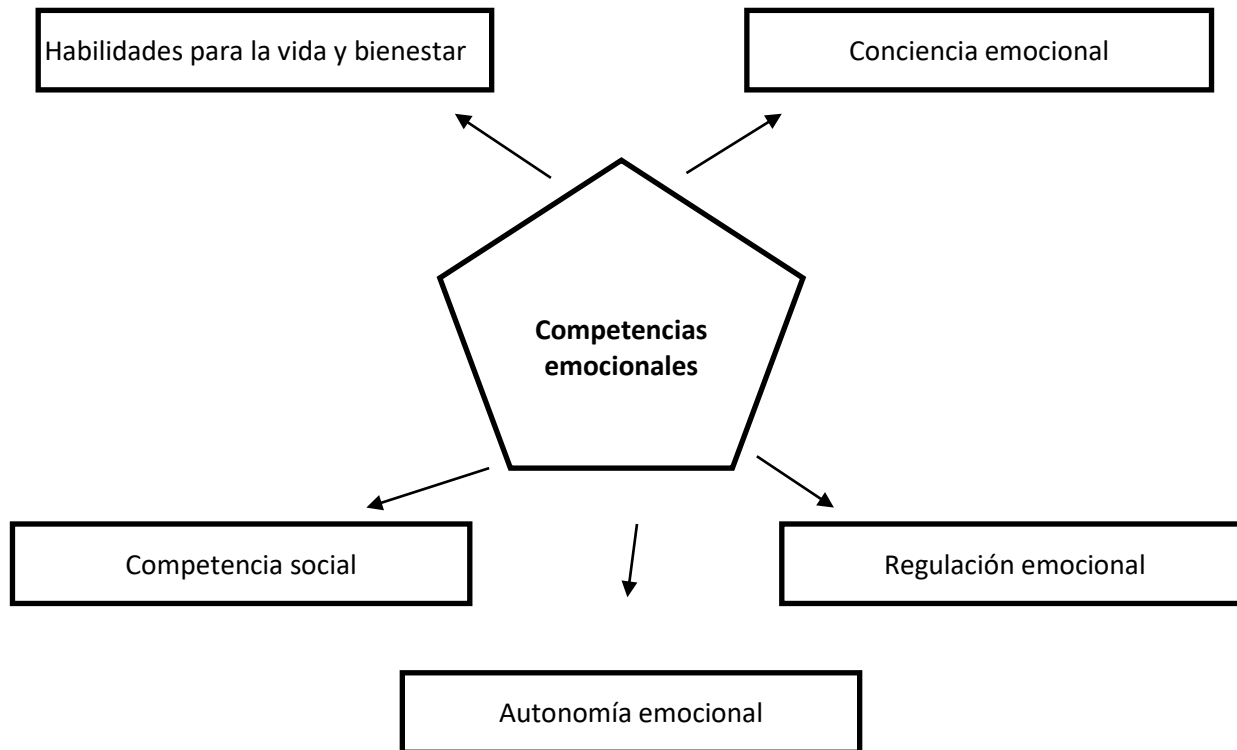 Habilidades para la vida y bienestar
Conciencia emocional
Competencias
emocionales
Competencia social
Regulación emocional
Autonomía emocional